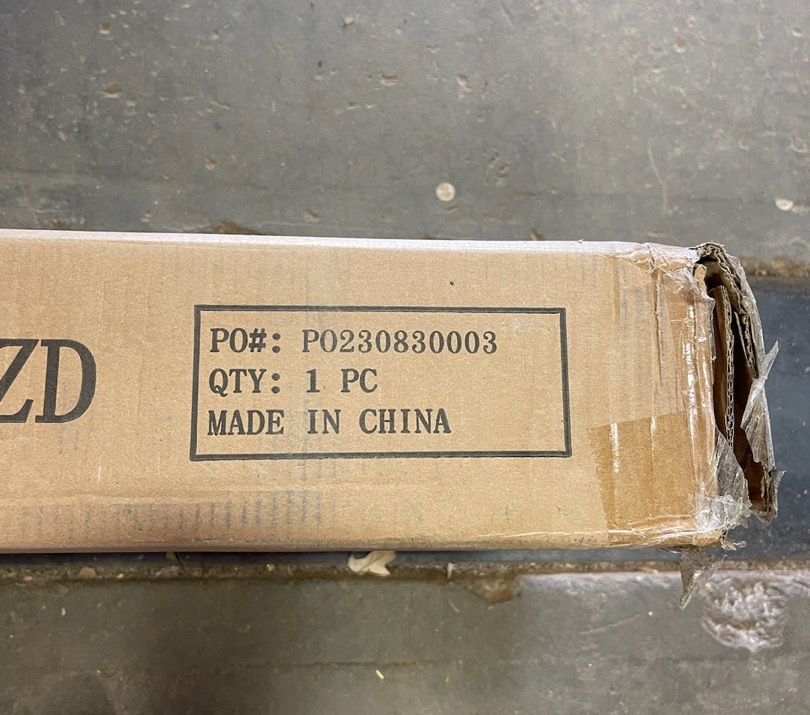 ZD
PO#: PO230830003
QTY: 1 PC
MADE IN CHINA